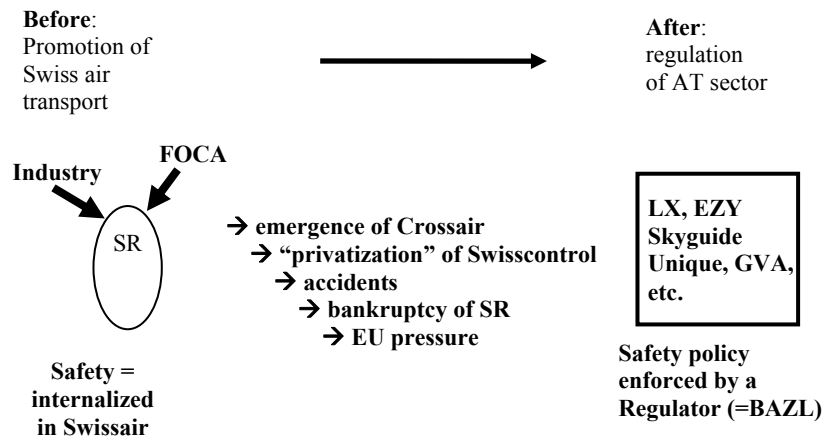 Before:
Promotion of
Swiss air
transport
After:
regulation
of AT sector
Industry
FOCA
SR
→ emergence of Crossair
→ “privatization” of Swisscontrol
→ accidents
→ bankruptcy of SR
→ EU pressure
LX, EZY
Skyguide
Unique, GVA,
etc.
Safety =
internalized
in Swissair
Safety policy
enforced by a
Regulator (=BAZL)